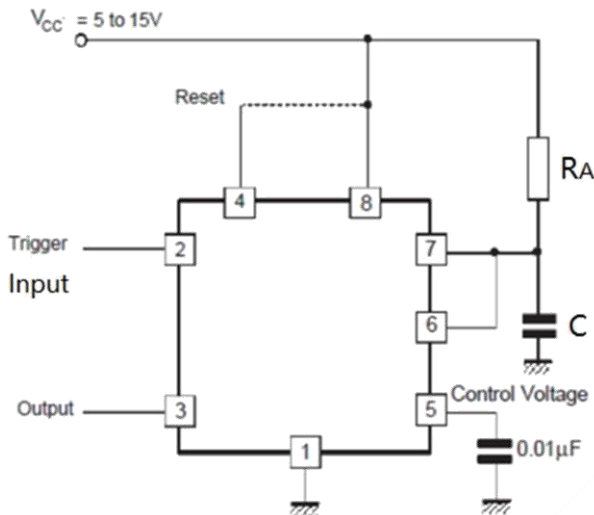 VCC = 5 to 15V
Reset
RA
4
8
Trigger
2
7
Input
6
C
Control Voltage
Output
3
5
1
0.01μF